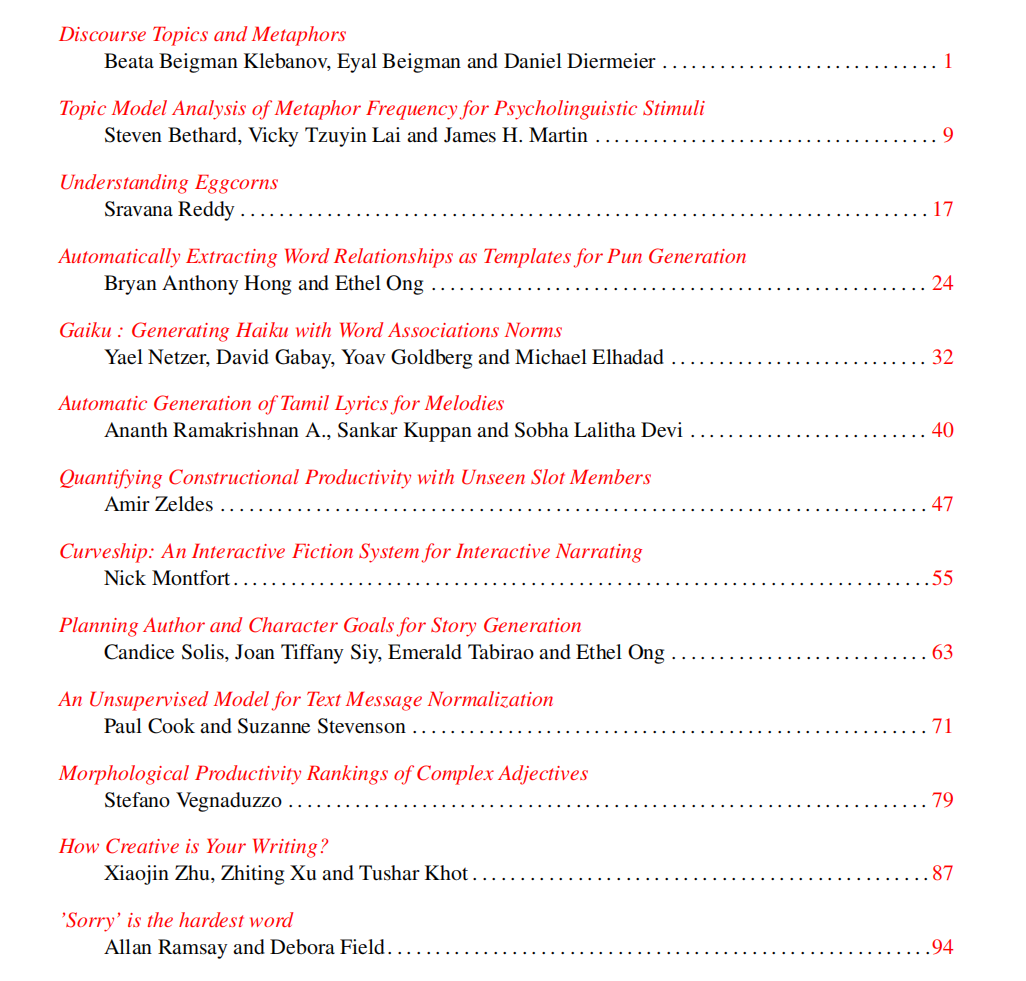 Discourse Topics and Metaphors
Beata Beigman Klebanov, Eyal Beigman and Daniel Diermeier . . . . . . . . . . . . . . . . . . . . . . . . . . . . . 1
Topic Model Analysis of Metaphor Frequency for Psycholinguistic Stimuli
Steven Bethard, Vicky Tzuyin Lai and James H. Martin . . . . . . . . . . . . . . . . . . . . . . . . . . . . . . . . . . . . 9
Understanding Eggcorns
Sravana Reddy . . . . . . . . . . . . . . . . . . . . . . . . . . . . . . . . . . . . . . . . . . . . . . . . . . . . . . . . . . . . . . . . . . . . . . . . 17
Automatically Extracting Word Relationships as Templates for Pun Generation
Bryan Anthony Hong and Ethel Ong . . . . . . . . . . . . . . . . . . . . . . . . . . . . . . . . . . . . . . . . . . . . . . . . . . . . 24
Gaiku : Generating Haiku with Word Associations Norms
Yael Netzer, David Gabay, Yoav Goldberg and Michael Elhadad . . . . . . . . . . . . . . . . . . . . . . . . . . . 32
Automatic Generation of Tamil Lyrics for Melodies
Ananth Ramakrishnan A., Sankar Kuppan and Sobha Lalitha Devi . . . . . . . . . . . . . . . . . . . . . . . . . 40
Quantifying Constructional Productivity with Unseen Slot Members
Amir Zeldes . . . . . . . . . . . . . . . . . . . . . . . . . . . . . . . . . . . . . . . . . . . . . . . . . . . . . . . . . . . . . . . . . . . . . . . . . . 47
Curveship: An Interactive Fiction System for Interactive Narrating
Nick Montfort . . . . . . . . . . . . . . . . . . . . . . . . . . . . . . . . . . . . . . . . . . . . . . . . . . . . . . . . . . . . . . . . . . . . . . . . . 55
Planning Author and Character Goals for Story Generation
Candice Solis, Joan Tiffany Siy, Emerald Tabirao and Ethel Ong . . . . . . . . . . . . . . . . . . . . . . . . . . . 63
An Unsupervised Model for Text Message Normalization
Paul Cook and Suzanne Stevenson . . . . . . . . . . . . . . . . . . . . . . . . . . . . . . . . . . . . . . . . . . . . . . . . . . . . . . 71
Morphological Productivity Rankings of Complex Adjectives
Stefano Vegnaduzzo . . . . . . . . . . . . . . . . . . . . . . . . . . . . . . . . . . . . . . . . . . . . . . . . . . . . . . . . . . . . . . . . . . . 79
How Creative is Your Writing?
Xiaojin Zhu, Zhiting Xu and Tushar Khot . . . . . . . . . . . . . . . . . . . . . . . . . . . . . . . . . . . . . . . . . . . . . . . . 87
’Sorry’ is the hardest word
Allan Ramsay and Debora Field . . . . . . . . . . . . . . . . . . . . . . . . . . . . . . . . . . . . . . . . . . . . . . . . . . . . . . . . . 94